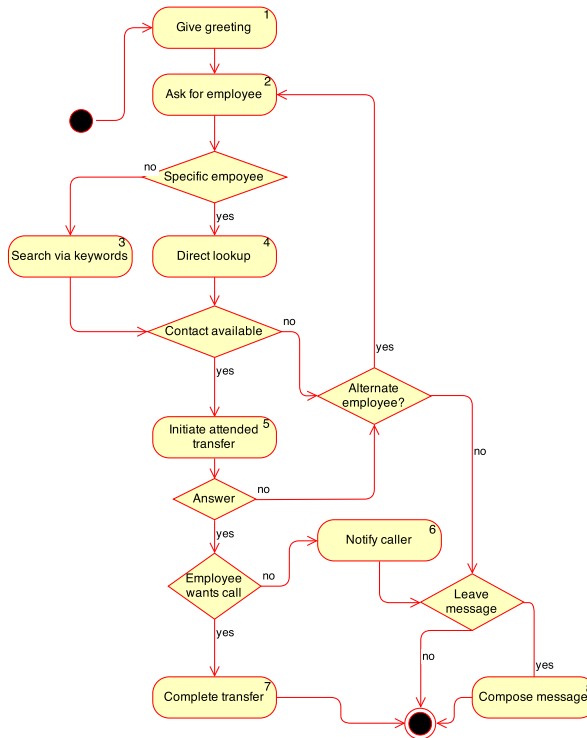 1
Give greeting
2
Ask for employee
no
Specific empoyee
yes
3
Search via keywords
4
Direct lookup
no
Contact available
yes
yes
Alternate
employee?
5
Initiate attended
transfer
no
Answer
no
yes
6
Notify caller
Employee
wants call
no
Leave
message
yes
no
yes
7
Complete transfer
Compose message